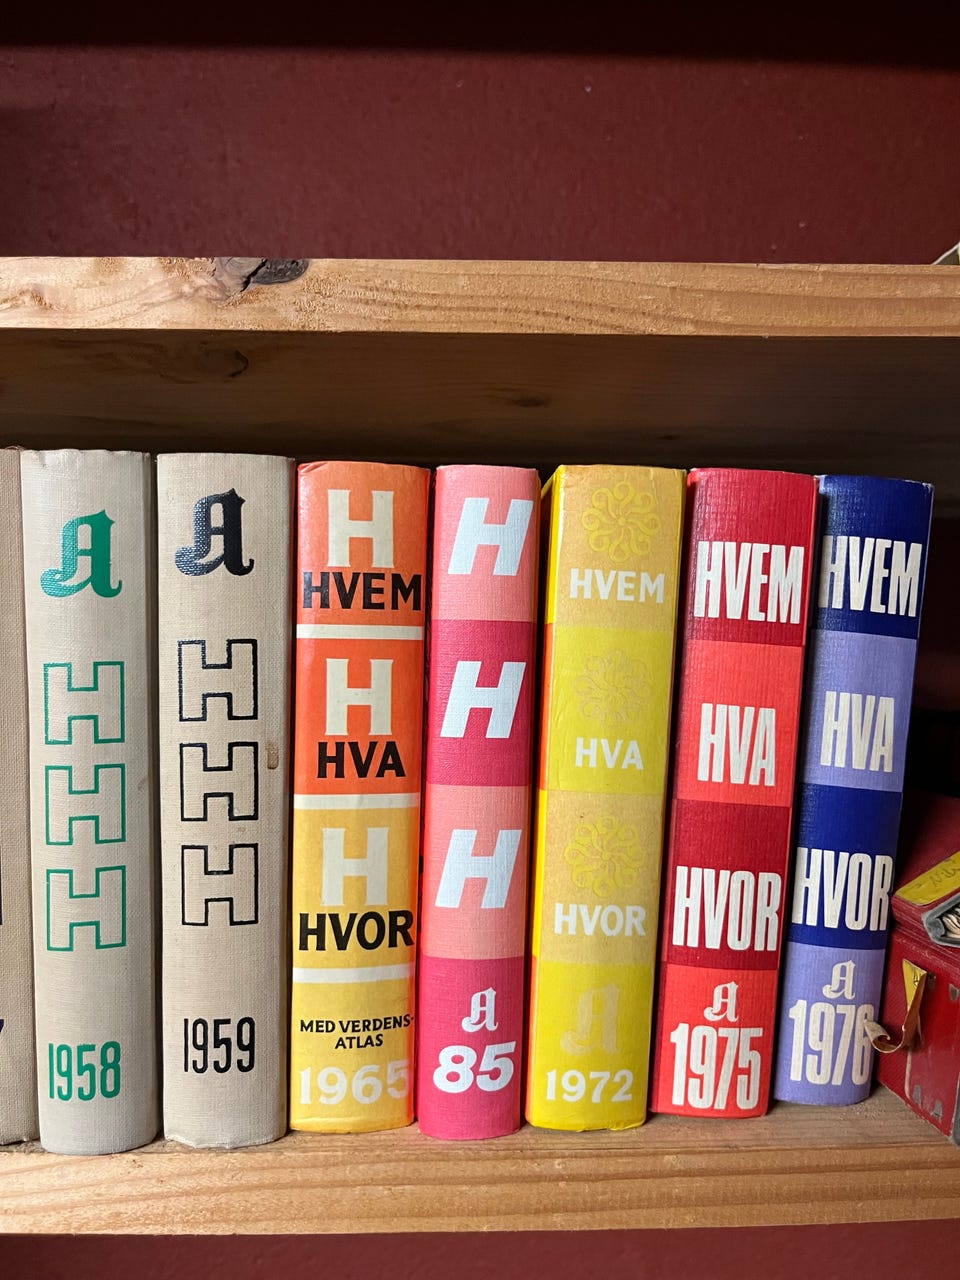 A
H
H
H
1958
A
H
H
H
1959
H
HVEM
H
HVA
H
HVOR
MED VERDENS-
ATLAS
1965
H
H
H
A
85
HVEM
HVA
HVOR
A
1972
HVEM
HVA
HVOR
A
1975
HVEM
HVA
HVOR
A
1976